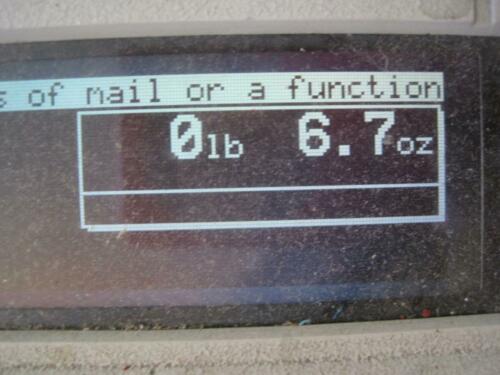 s of mail or a function
0lb 6.7oz